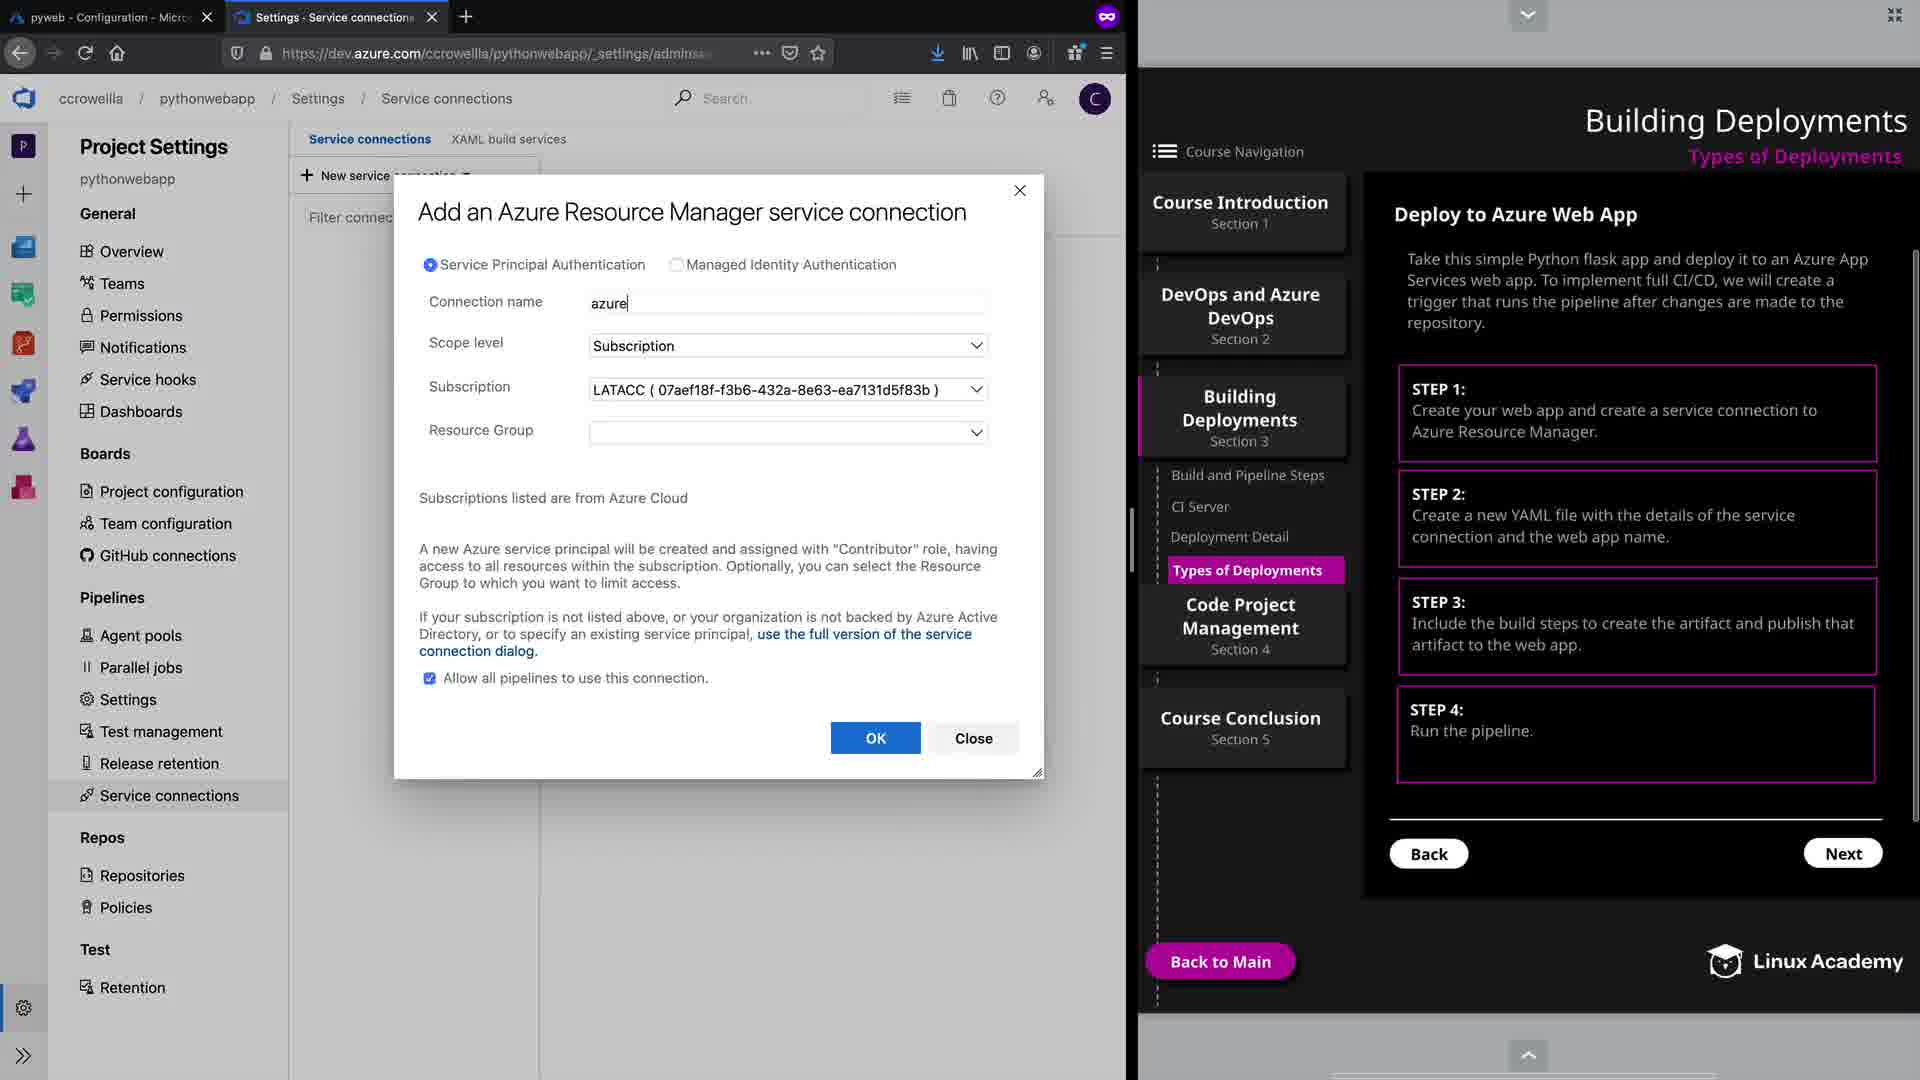 pyweb - Configuration - Micro
Settings · Service connections
https://dev.azure.com/ccrowellla/pythonwebapp/_settings/adminse
ccrowellla / pythonwebapp / Settings / Service connections
Search
C
P
Project Settings
pythonwebapp
General
Overview
Teams
Permissions
Notifications
Service hooks
Dashboards
Boards
Project configuration
Team configuration
GitHub connections
Pipelines
Agent pools
Parallel jobs
Settings
Test management
Release retention
Service connections
Repos
Repositories
Policies
Test
Retention
Service connections XAML build services
New service
Filter connec
Add an Azure Resource Manager service connection
Service Principal Authentication Managed Identity Authentication
Connection name azure
Scope level Subscription
Subscription LATACC ( 07aef18f-f3b6-432a-8e63-ea7131d5f83b )
Resource Group
Subscriptions listed are from Azure Cloud
A new Azure service principal will be created and assigned with "Contributor" role, having
access to all resources within the subscription. Optionally, you can select the Resource
Group to which you want to limit access.
If your subscription is not listed above, or your organization is not backed by Azure Active
Directory, or to specify an existing service principal, use the full version of the service
connection dialog.
Allow all pipelines to use this connection.
OK Close
Building Deployments
Types of Deployments
Course Navigation
Course Introduction
Section 1
DevOps and Azure
DevOps
Section 2
Building
Deployments
Section 3
Build and Pipeline Steps
CI Server
Deployment Detail
Types of Deployments
Code Project
Management
Section 4
Course Conclusion
Section 5
Back to Main
Deploy to Azure Web App
Take this simple Python flask app and deploy it to an Azure App
Services web app. To implement full CI/CD, we will create a
trigger that runs the pipeline after changes are made to the
repository.
STEP 1:
Create your web app and create a service connection to
Azure Resource Manager.
STEP 2:
Create a new YAML file with the details of the service
connection and the web app name.
STEP 3:
Include the build steps to create the artifact and publish that
artifact to the web app.
STEP 4:
Run the pipeline.
Back Next
Linux Academy